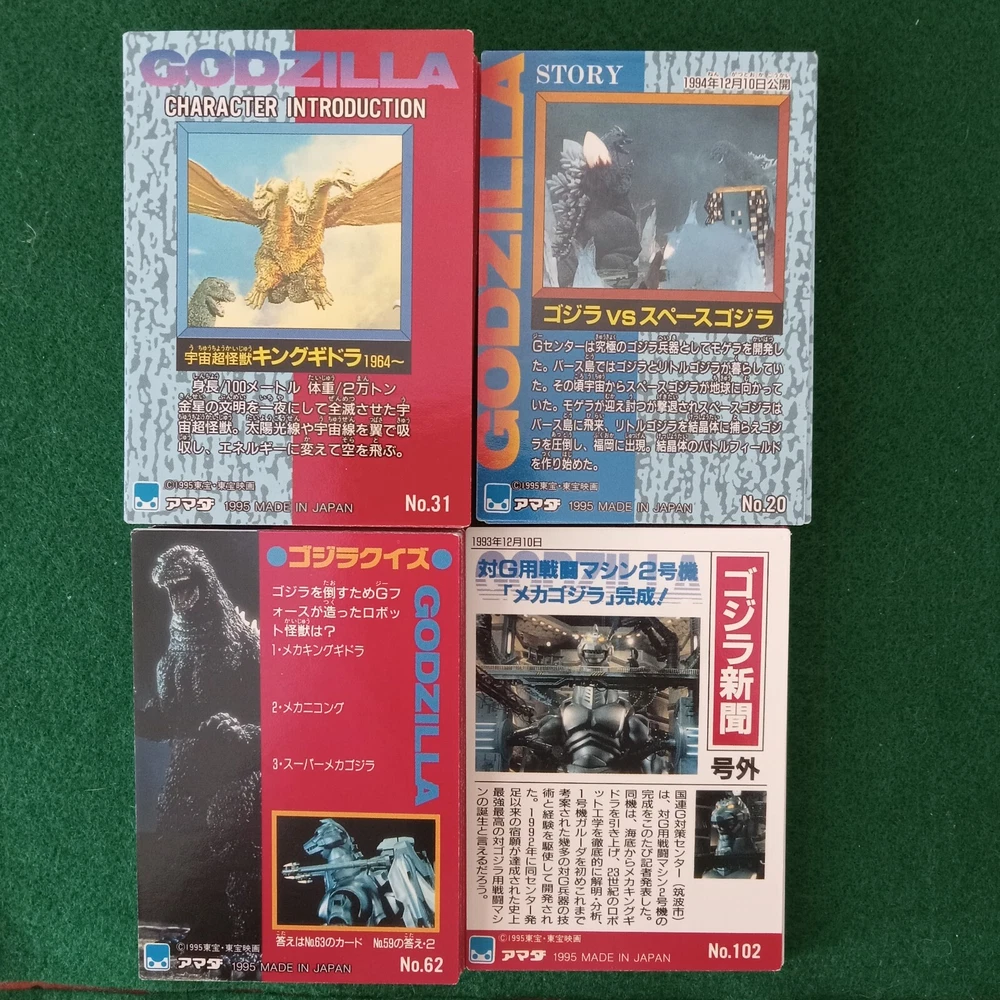 GODZILLA
CHARACTER INTRODUCTION
宇宙超怪獣キングギドラ1964～
身長/100メートル 体重/2万トン
金星の文明を一夜にして全滅させた宇
宙超怪獣。太陽光線や宇宙線を翼で吸
収し、エネルギーに変えて空を飛ぶ。
©1995東宝・東宝映画
アマダ 1995 MADE IN JAPAN No.31
GODZILLA
STORY
1994年12月10日公開
ゴジラvsスペースゴジラ
Gセンターは究極のゴジラ兵器としてモゲラを開発し
た。バース島ではゴジラとリトルゴジラが暮らしてい
た。その頃宇宙からスペースゴジラが地球に向かって
いた。モゲラが迎え討つが撃退されスペースゴジラは
バース島に飛来、リトルゴジラを結晶体に捕らえゴジ
ラを圧倒し、福岡に出現。結晶体のバトルフィールド
を作り始めた。
©1995東宝・東宝映画
アマダ 1995 MADE IN JAPAN No.20
●ゴジラクイズ●
GODZILLA
ゴジラを倒すためGフ
ォースが造ったロボッ
ト怪獣は？
1・メカキングギドラ
2・メカニコング
3・スーパーメカゴジラ
答えはNo.63のカード No.59の答え・2
©1995東宝・東宝映画
アマダ 1995 MADE IN JAPAN No.62
1993年12月10日
GODZILLA
対G用戦闘マシン2号機
「メカゴジラ」完成！
ゴジラ新聞
号外
国連G対策センター（筑波市）
は、対G用戦闘マシン2号機の
完成をこのたび記者発表した。
同機は、海底からメカキングギ
ドラを引き上げ、23世紀のロボ
ット工学を徹底的に解明・分析、
1号機ガルーダを初めこれまで
考案された幾多の対G兵器の技
術と経験を駆使して開発され
た。1992年に同センター発
足以来の宿願が達成された史上
最強最高の対ゴジラ用戦闘マシ
ンの誕生と言えるだろう。
©1995東宝・東宝映画
アマダ 1995 MADE IN JAPAN No.102